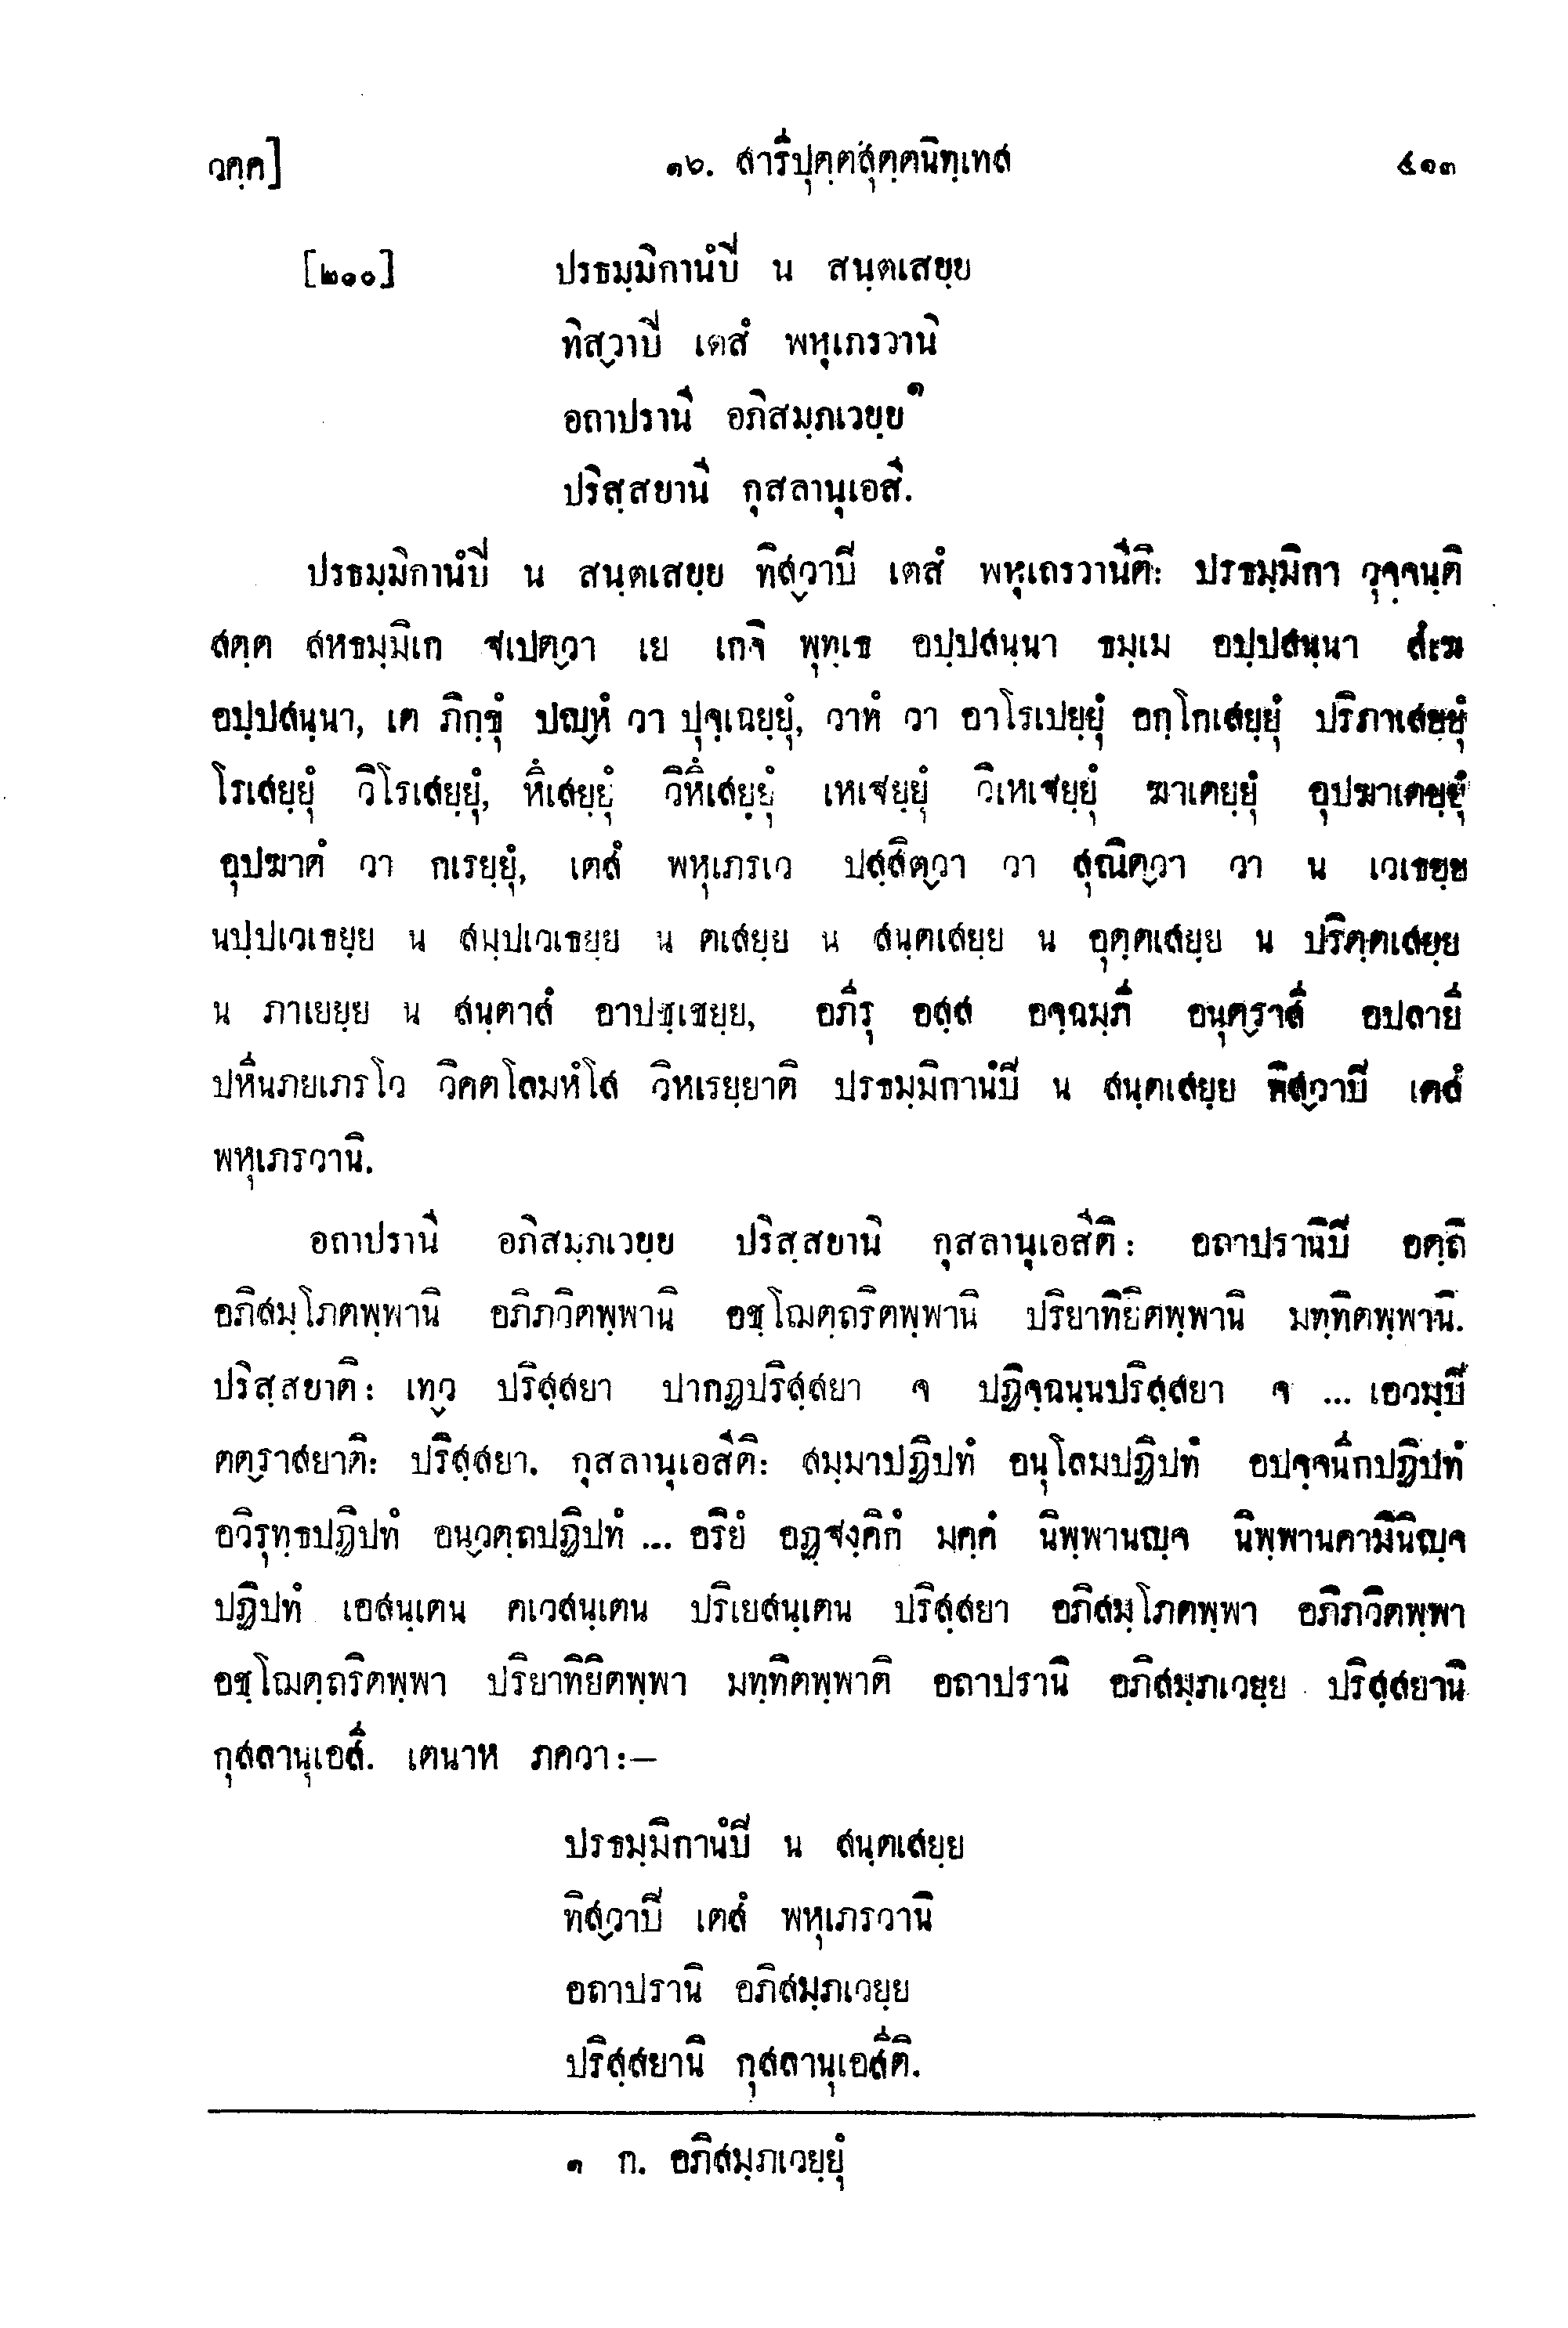 วคฺค]    ๑๖. สารีปุตฺตสุตฺตนิทฺเทส    ๕๑๓
[๒๑๐]    ปรธมฺมิกานํปิ น สนฺตเสยฺย
ทิสฺวาปิ เตสํ พหุเภรวานิ
อถาปรานิ อภิสมฺภเวยฺย๑
ปริสฺสยานิ กุสลานุเอสี.
ปรธมฺมิกานํปิ น สนฺตเสยฺย ทิสฺวาปิ เตสํ พหุเภรวานีติ: ปรธมฺมิกา วุจฺจนฺติ
สตฺต สหธมฺมิเก ฐเปตฺวา เย เกจิ พุทฺเธ อปฺปสนฺนา ธมฺเม อปฺปสนฺนา สํเฆ
อปฺปสนฺนา, เต ภิกฺขุํ ปญฺหํ วา ปุจฺเฉยฺยุํ, วาทํ วา อาโรเปยฺยุํ อกฺโกเสยฺยุํ ปริภาเสยฺยุํ
โรเสยฺยุํ วิโรเสยฺยุํ, หึเสยฺยุํ วิหึเสยฺยุํ เหเฐยฺยุํ วิเหเฐยฺยุํ ฆาเตยฺยุํ อุปฆาเตยฺยุํ
อุปฆาตํ วา กเรยฺยุํ, เตสํ พหุเภรเว ปสฺสิตฺวา วา สุณิตฺวา วา น เวเธยฺย
นปฺปเวเธยฺย น สมฺปเวเธยฺย น ตเสยฺย น สนฺตเสยฺย น อุตฺตเสยฺย น ปริตฺตเสยฺย
น ภาเยยฺย น สนฺตาสํ อาปชฺเชยฺย, อภีรุ อสฺส อจฺฉมฺภี อนุตฺราสี อปลายี
ปหีนภยเภรโว วิคตโลมหํโส วิหเรยฺยาติ ปรธมฺมิกานํปิ น สนฺตเสยฺย ทิสฺวาปิ เตสํ
พหุเภรวานิ.
อถาปรานิ อภิสมฺภเวยฺย ปริสฺสยานิ กุสลานุเอสีติ: อถาปรานิปิ อตฺถิ
อภิสมฺโภตพฺพานิ อภิภวิตพฺพานิ อชฺโฌตฺถริตพฺพานิ ปริยาทิยิตพฺพานิ มทฺทิตพฺพานิ.
ปริสฺสยาติ: เทฺว ปริสฺสยา ปากฏปริสฺสยา จ ปฏิจฺฉนฺนปริสฺสยา จ ... เอวมฺปิ
ตตฺราสยาติ: ปริสฺสยา. กุสลานุเอสีติ: สมฺมาปฏิปทํ อนุโลมปฏิปทํ อปจฺจนีกปฏิปทํ
อวิรุทฺธปฏิปทํ อนฺวตฺถปฏิปทํ ... อริยํ อฏฺฐงฺคิกํ มคฺคํ นิพฺพานญฺจ นิพฺพานคามินิญฺจ
ปฏิปทํ เอสนฺเตน คเวสนฺเตน ปริเยสนฺเตน ปริสฺสยา อภิสมฺโภตพฺพา อภิภวิตพฺพา
อชฺโฌตฺถริตพฺพา ปริยาทิยิตพฺพา มทฺทิตพฺพาติ อถาปรานิ อภิสมฺภเวยฺย ปริสฺสยานิ
กุสลานุเอสี. เตนาห ภควา:—
ปรธมฺมิกานํปิ น สนฺตเสยฺย
ทิสฺวาปิ เตสํ พหุเภรวานิ
อถาปรานิ อภิสมฺภเวยฺย
ปริสฺสยานิ กุสลานุเอสีติ.
๑ ก. อภิสมฺภเวยฺยุํ